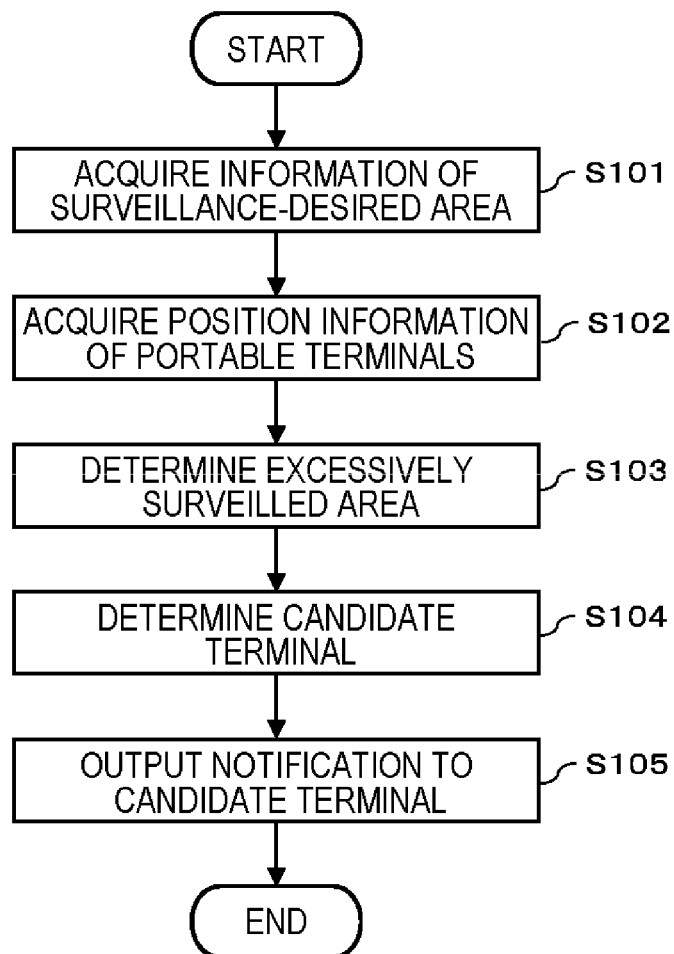 START
ACQUIRE INFORMATION OF
SURVEILLANCE-DESIRED AREA
S101
ACQUIRE POSITION INFORMATION
OF PORTABLE TERMINALS
S102
DETERMINE EXCESSIVELY
SURVEILLED AREA
S103
DETERMINE CANDIDATE
TERMINAL
S104
OUTPUT NOTIFICATION TO
CANDIDATE TERMINAL
S105
END